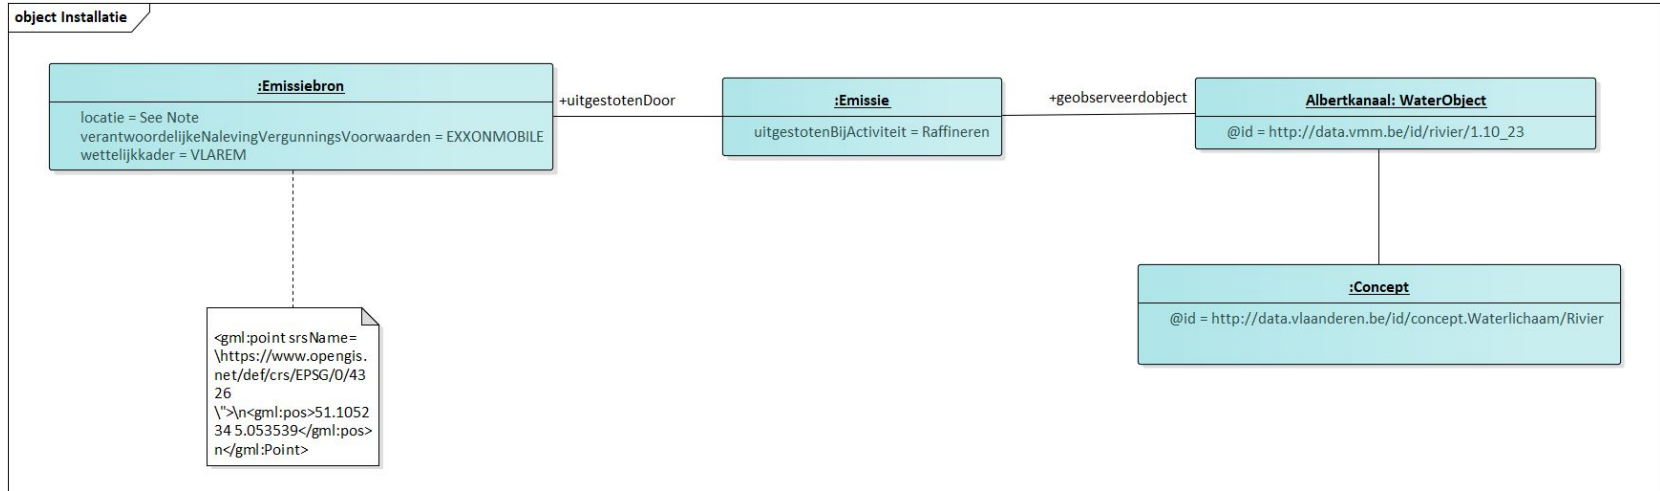 object Installatie
:Emissiebron
locatie = See Note
verantwoordelijkeNalevingVergunningsVoorwaarden = EXXONMOBILE
wettelijkkader = VLAREM
+uitgestotenDoor
:Emissie
uitgestotenBijActiviteit = Raffineren
+geobserveerdobject
Albertkanaal: WaterObject
@id = http://data.vmm.be/id/rivier/1.10_23
:Concept
@id = http://data.vlaanderen.be/id/concept.Waterlichaam/Rivier
<gml:point srsName=
\https://www.opengis.
net/def/crs/EPSG/0/43
26
\">\n<gml:pos>51.1052
34 5.053539</gml:pos>
n</gml:Point>